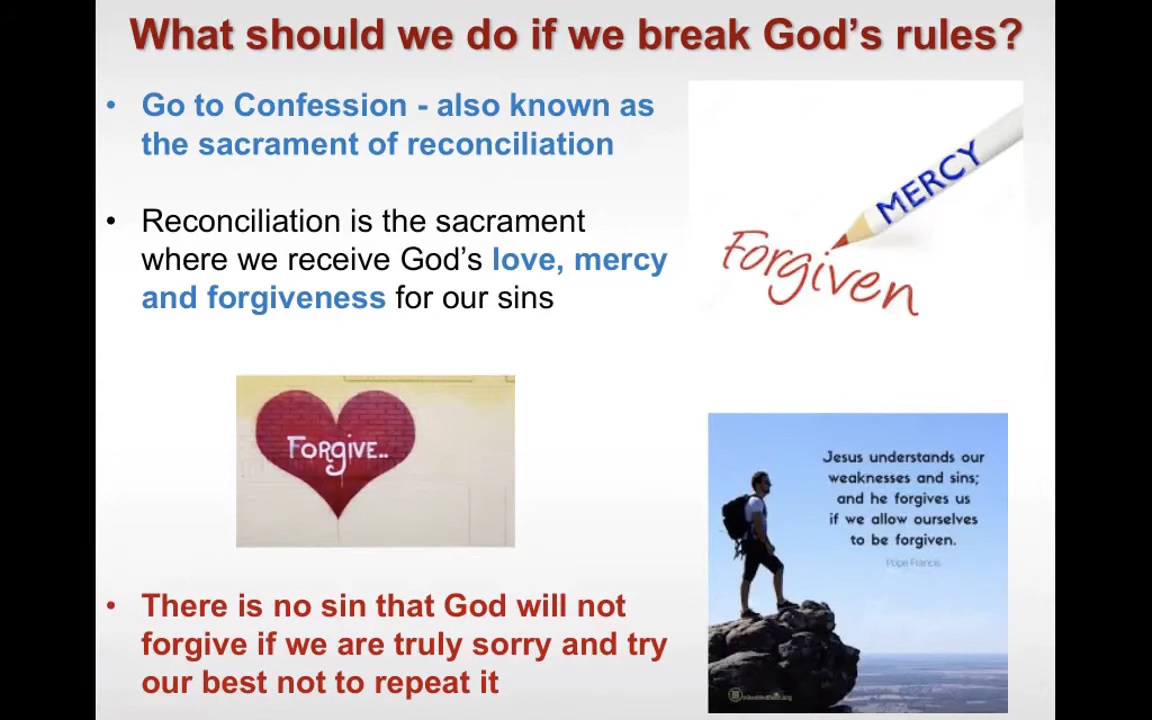 What should we do if we break God's rules?
• Go to Confession - also known as
the sacrament of reconciliation
• Reconciliation is the sacrament
where we receive God's love, mercy
and forgiveness for our sins
MERCY
Forgiven
FORGIVE..
Jesus understands our
weaknesses and sins;
and he forgives us
if we allow ourselves
to be forgiven.
Pope Francis
• There is no sin that God will not
forgive if we are truly sorry and try
our best not to repeat it